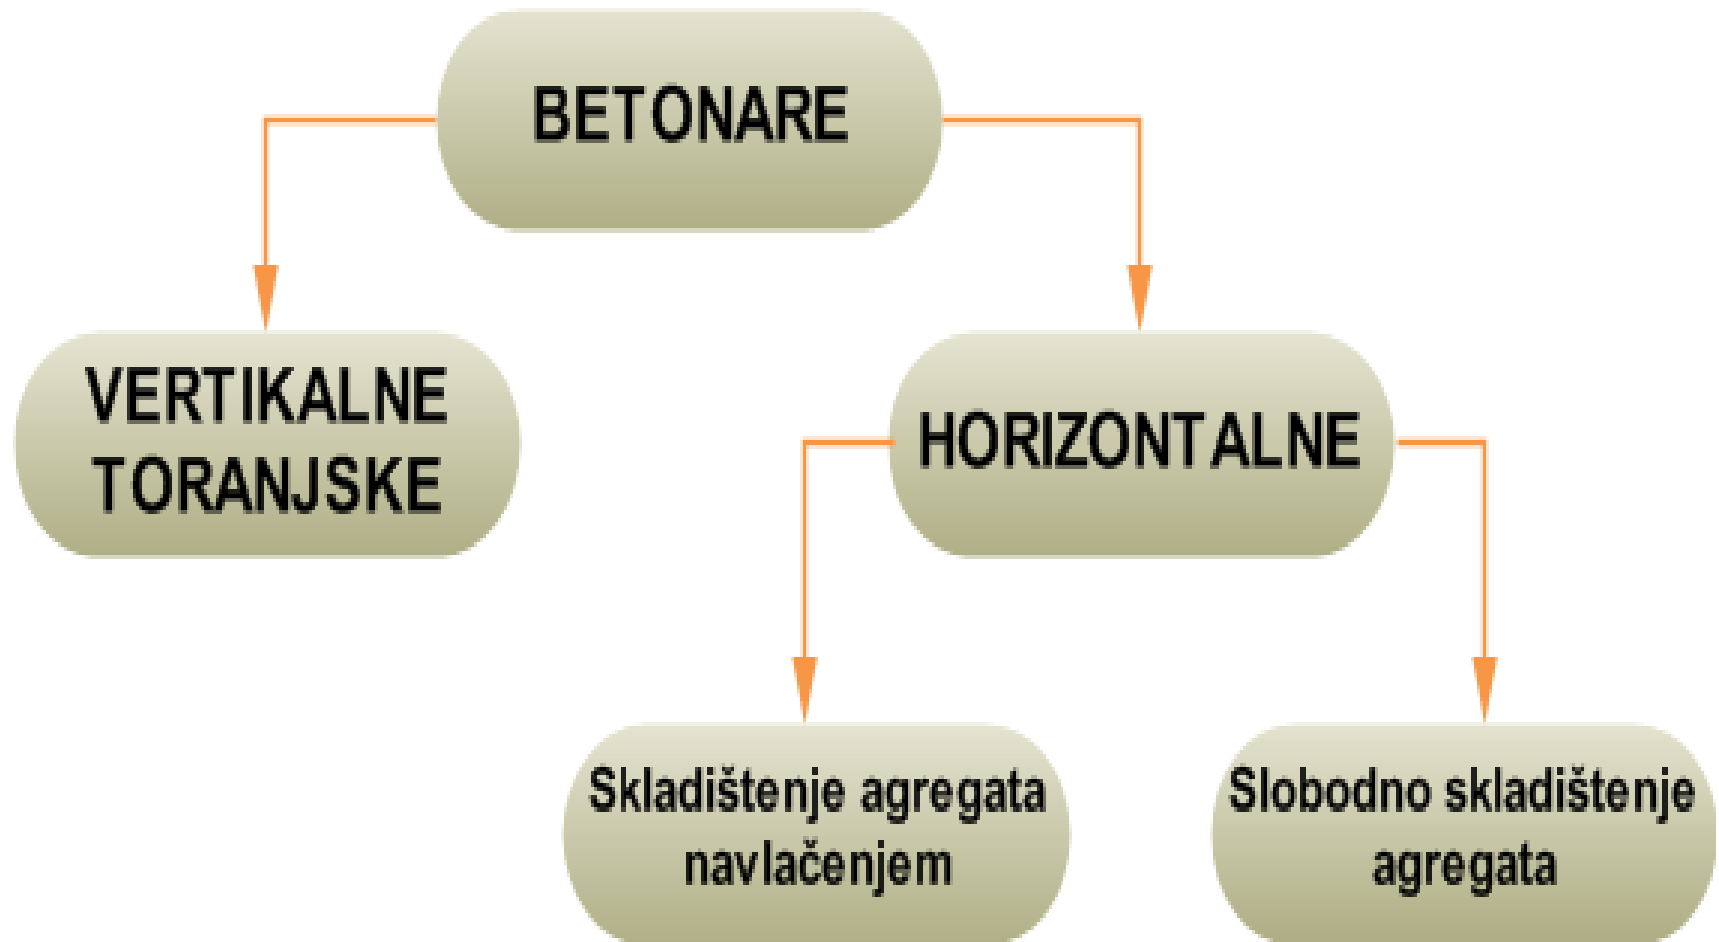 BETONARE
VERTIKALNE
TORANJSKE
HORIZONTALNE
Skladištenje agregata
navlačenjem
Slobodno skladištenje
agregata